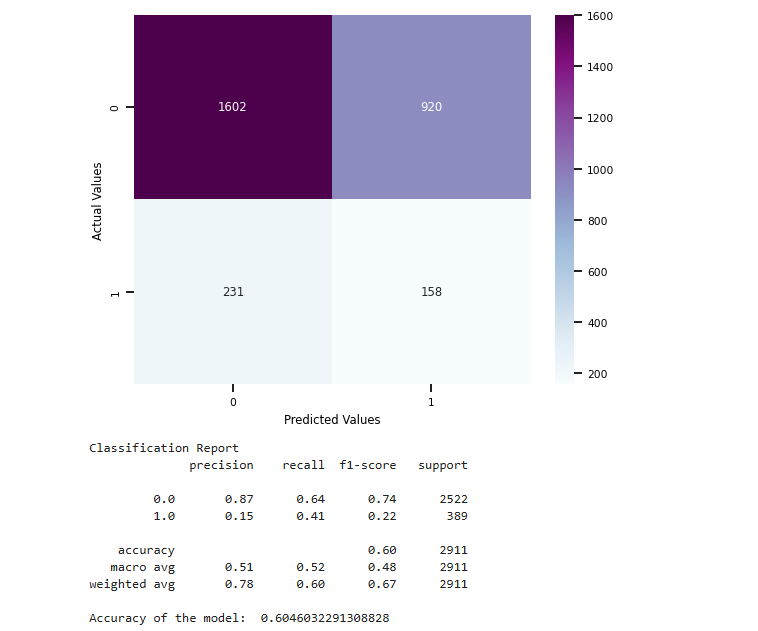 1602
920
231
158
0
1
Actual Values
0
1
Predicted Values
1600
1400
1200
1000
800
600
400
200
Classification Report
precision recall f1-score support
0.0 0.87 0.64 0.74 2522
1.0 0.15 0.41 0.22 389
accuracy 0.60 2911
macro avg 0.51 0.52 0.48 2911
weighted avg 0.78 0.60 0.67 2911
Accuracy of the model: 0.6046032291308828